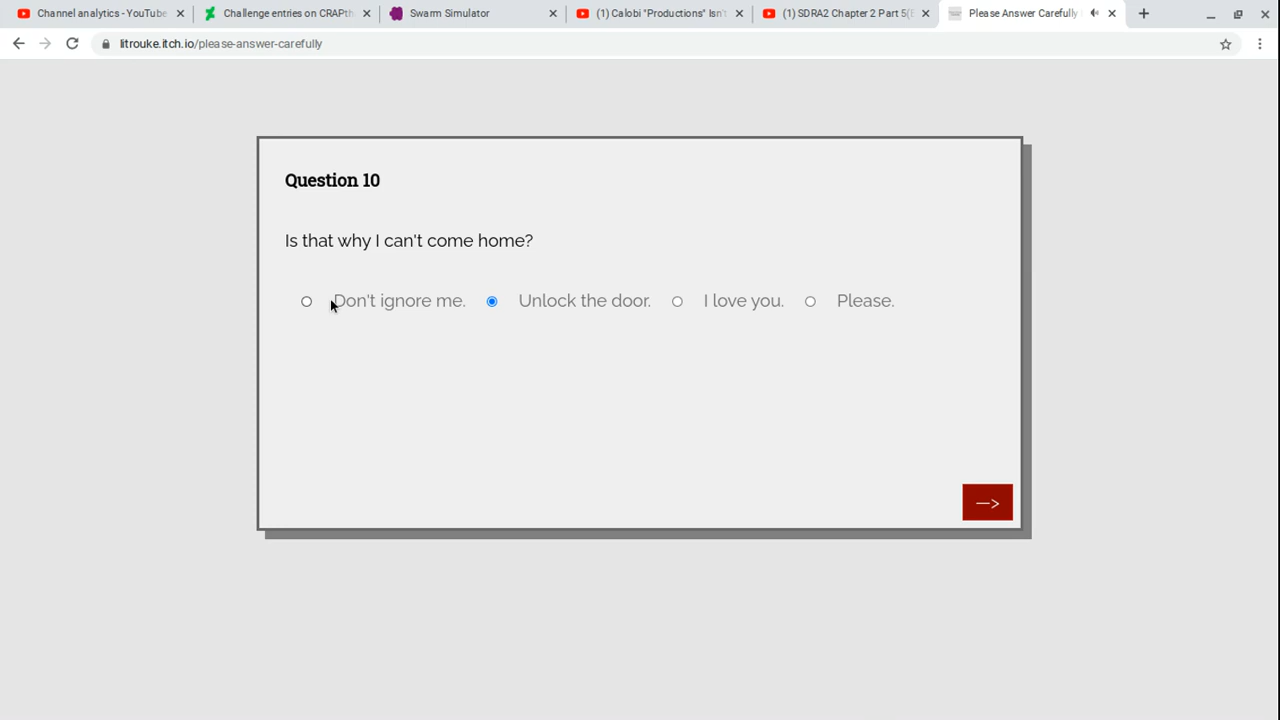 Channel analytics - YouTube
Challenge entries on CRAPth
Swarm Simulator
(1) Calobi "Productions" Isn'
(1) SDRA2 Chapter 2 Part 5(
Please Answer Carefully
litrouke.itch.io/please-answer-carefully
Question 10
Is that why I can't come home?
Don't ignore me. Unlock the door. I love you. Please.
—>